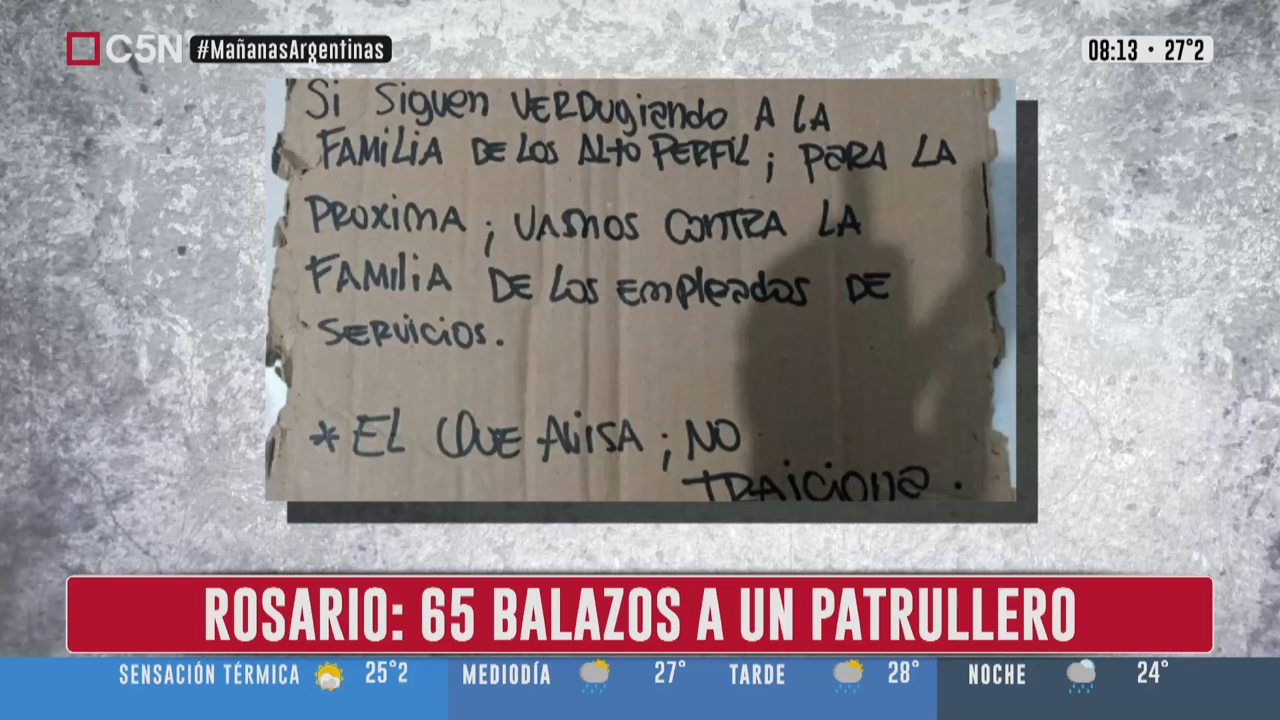 C5N #MañanasArgentinas
08:13 • 27°2
Si Siguen VERDugiando A LA
FAMiLiA DE LOS ALto PERFiL; PARA LA
PROXIMA; VAmOS CONTRA LA
FAMiLiA DE LOS EmpleadOS DE
SERViCiOS.
* EL QUE AViSA; NO
TRAiCiONa.
ROSARIO: 65 BALAZOS A UN PATRULLERO
SENSACIÓN TÉRMICA 25°2 MEDIODÍA 27° TARDE 28° NOCHE 24°